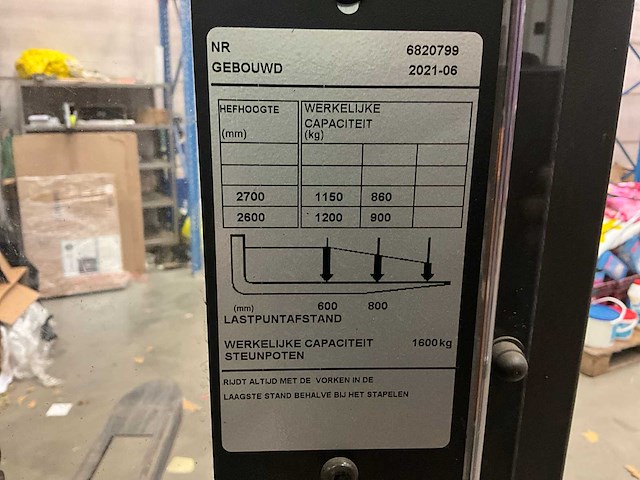 NR 6820799
GEBOUWD 2021-06
HEFHOOGTE WERKELIJKE
CAPACITEIT
(mm) (kg)
2700 1150 860
2600 1200 900
(mm) 600 800
LASTPUNTAFSTAND
WERKELIJKE CAPACITEIT 1600kg
STEUNPOTEN
RIJDT ALTIJD MET DE VORKEN IN DE
LAAGSTE STAND BEHALVE BIJ HET STAPELEN